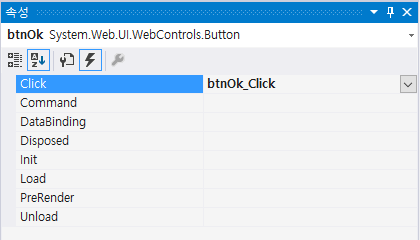 속성
btnOk System.Web.UI.WebControls.Button
Click btnOk_Click
Command
DataBinding
Disposed
Init
Load
PreRender
Unload